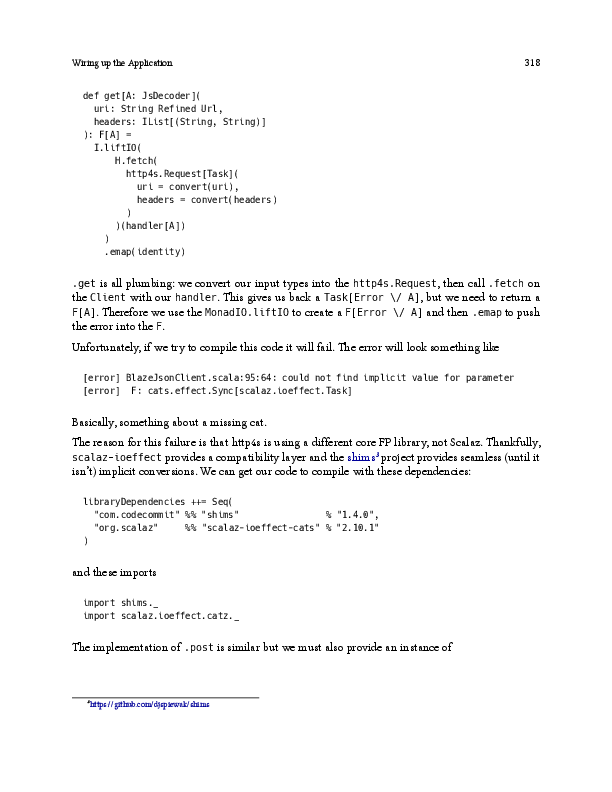 Wiring up the Application 318
def get[A: JsDecoder](
  uri: String Refined Url,
  headers: IList[(String, String)]
): F[A] =
  I.liftIO(
      H.fetch(
        http4s.Request[Task](
          uri = convert(uri),
          headers = convert(headers)
        )
      )(handler[A])
    )
    .emap(identity)
.get is all plumbing: we convert our input types into the http4s.Request, then call .fetch on
the Client with our handler. This gives us back a Task[Error \/ A], but we need to return a
F[A]. Therefore we use the MonadIO.liftIO to create a F[Error \/ A] and then .emap to push
the error into the F.
Unfortunately, if we try to compile this code it will fail. The error will look something like
[error] BlazeJsonClient.scala:95:64: could not find implicit value for parameter
[error]  F: cats.effect.Sync[scalaz.ioeffect.Task]
Basically, something about a missing cat.
The reason for this failure is that http4s is using a different core FP library, not Scalaz. Thankfully,
scalaz-ioeffect provides a compatibility layer and the shims⁸ project provides seamless (until it
isn't) implicit conversions. We can get our code to compile with these dependencies:
libraryDependencies ++= Seq(
  "com.codecommit" %% "shims"                % "1.4.0",
  "org.scalaz"     %% "scalaz-ioeffect-cats" % "2.10.1"
)
and these imports
import shims._
import scalaz.ioeffect.catz._
The implementation of .post is similar but we must also provide an instance of
⁸https://github.com/djspiewak/shims